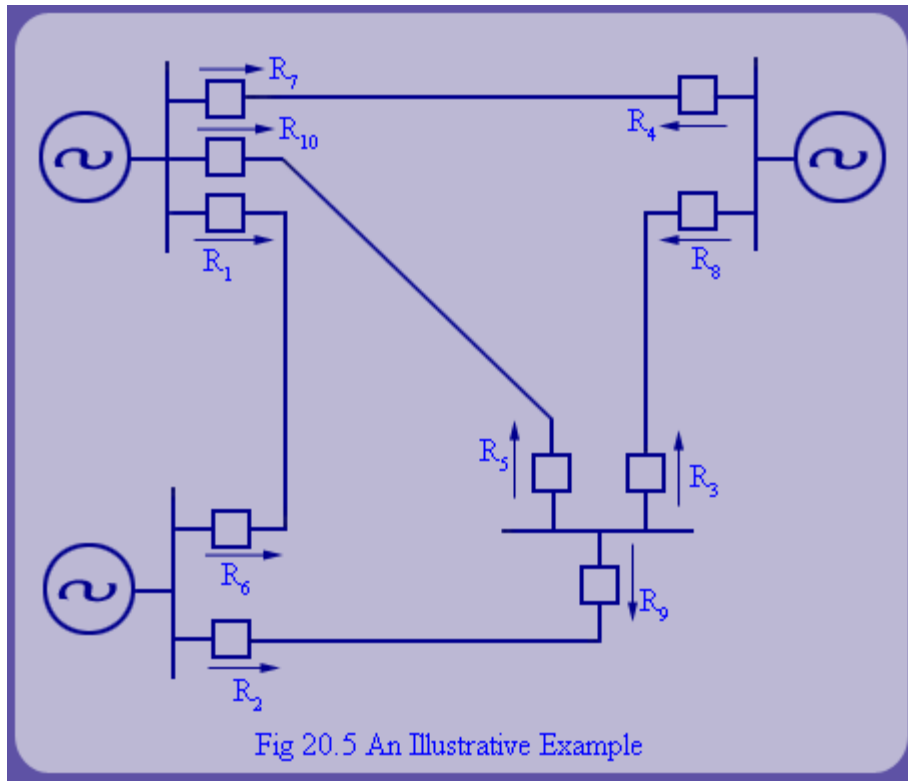 R₇
R₁₀
R₄
R₁
R₈
R₅
R₃
R₆
R₉
R₂
Fig 20.5 An Illustrative Example